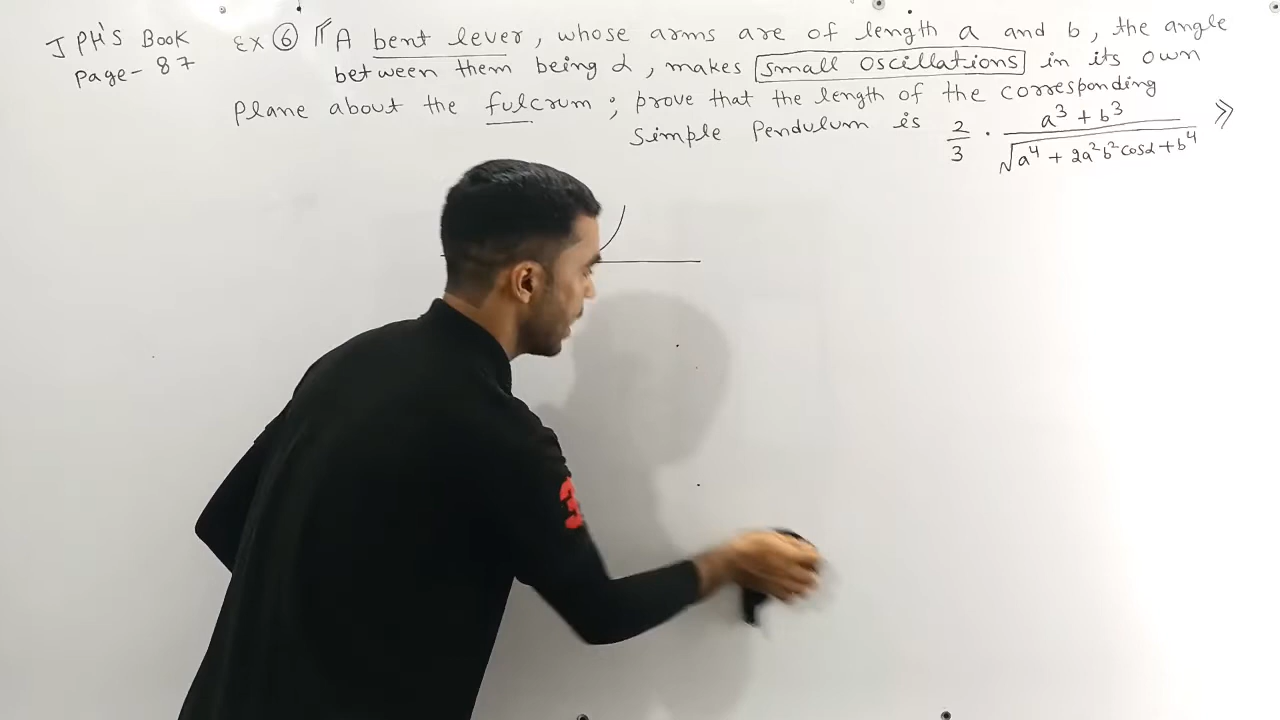 JPH's Book
Page- 87
Ex ⑥ "A bent lever, whose arms are of length a and b, the angle
between them being α, makes small oscillations in its own
plane about the fulcrum; prove that the length of the corresponding
simple pendulum is 2/3 · (a³ + b³)/√(a⁴ + 2a²b²cosα + b⁴) »
3